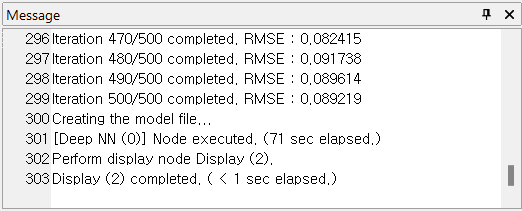 Message
296 Iteration 470/500 completed, RMSE : 0,082415
297 Iteration 480/500 completed, RMSE : 0,091738
298 Iteration 490/500 completed, RMSE : 0,089614
299 Iteration 500/500 completed, RMSE : 0,089219
300 Creating the model file,,,
301 [Deep NN (0)] Node executed, (71 sec elapsed,)
302 Perform display node Display (2),
303 Display (2) completed, ( < 1 sec elapsed,)